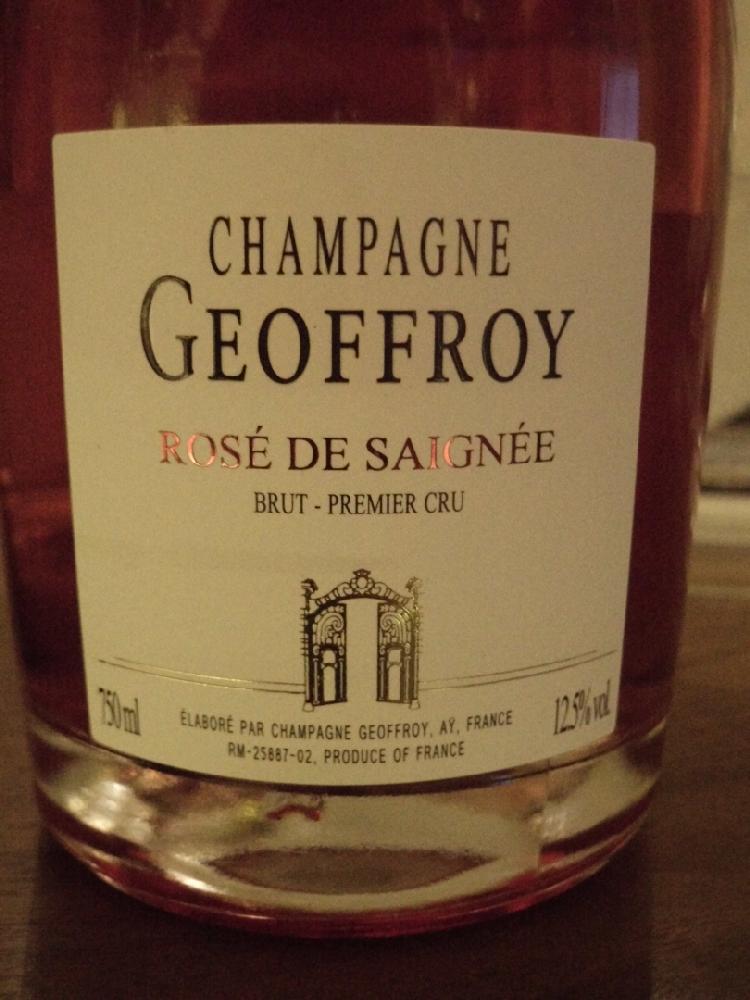 CHAMPAGNE
GEOFFROY
ROSÉ DE SAIGNÉE
BRUT - PREMIER CRU
750 ml
12.5% vol.
ÉLABORÉ PAR CHAMPAGNE GEOFFROY, AŸ, FRANCE
RM-25887-02, PRODUCE OF FRANCE